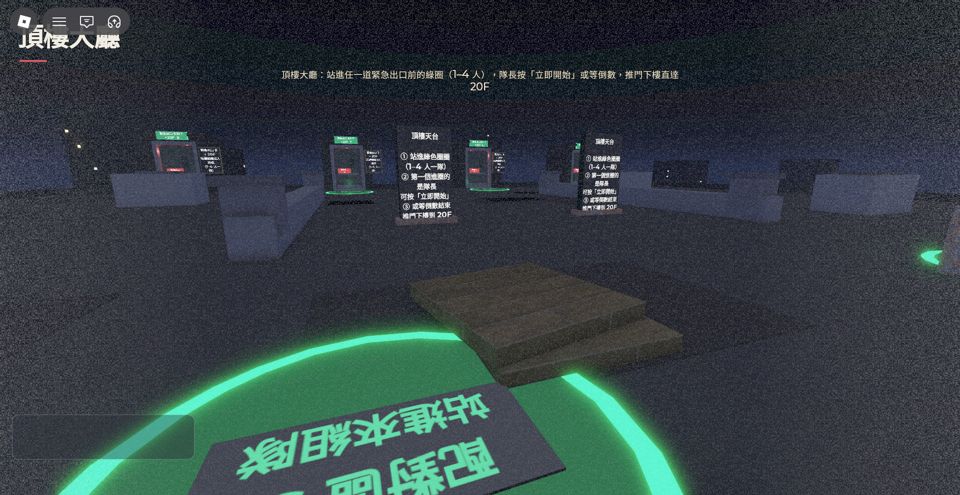 頂樓大廳
頂樓大廳：站進任一道緊急出口前的綠圈（1–4 人），隊長按「立即開始」或等倒數，推門下樓直達
20F
頂樓天台
① 站進綠色圈圈
（1–4 人一隊）
② 第一個進圈的
是隊長
可按「立即開始」
③ 或等倒數結束
推門下樓到 20F
頂樓天台
① 站進綠色圈圈
（1–4 人一隊）
② 第一個進圈的
是隊長
可按「立即開始」
③ 或等倒數結束
推門下樓到 20F
配對區
站進來組隊